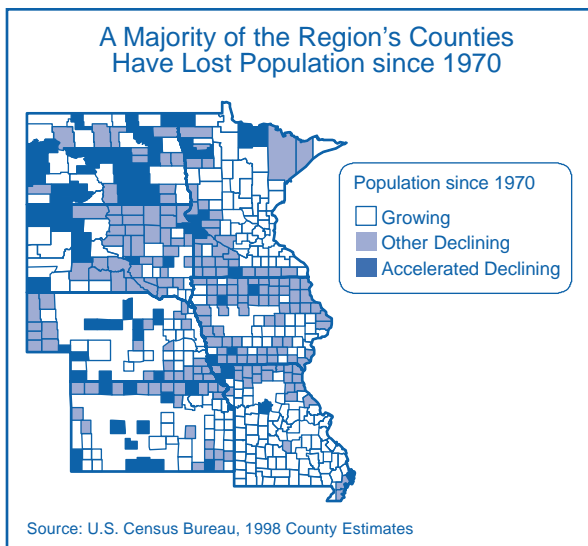 A Majority of the Region's Counties
Have Lost Population since 1970
Population since 1970
Growing
Other Declining
Accelerated Declining
Source: U.S. Census Bureau, 1998 County Estimates